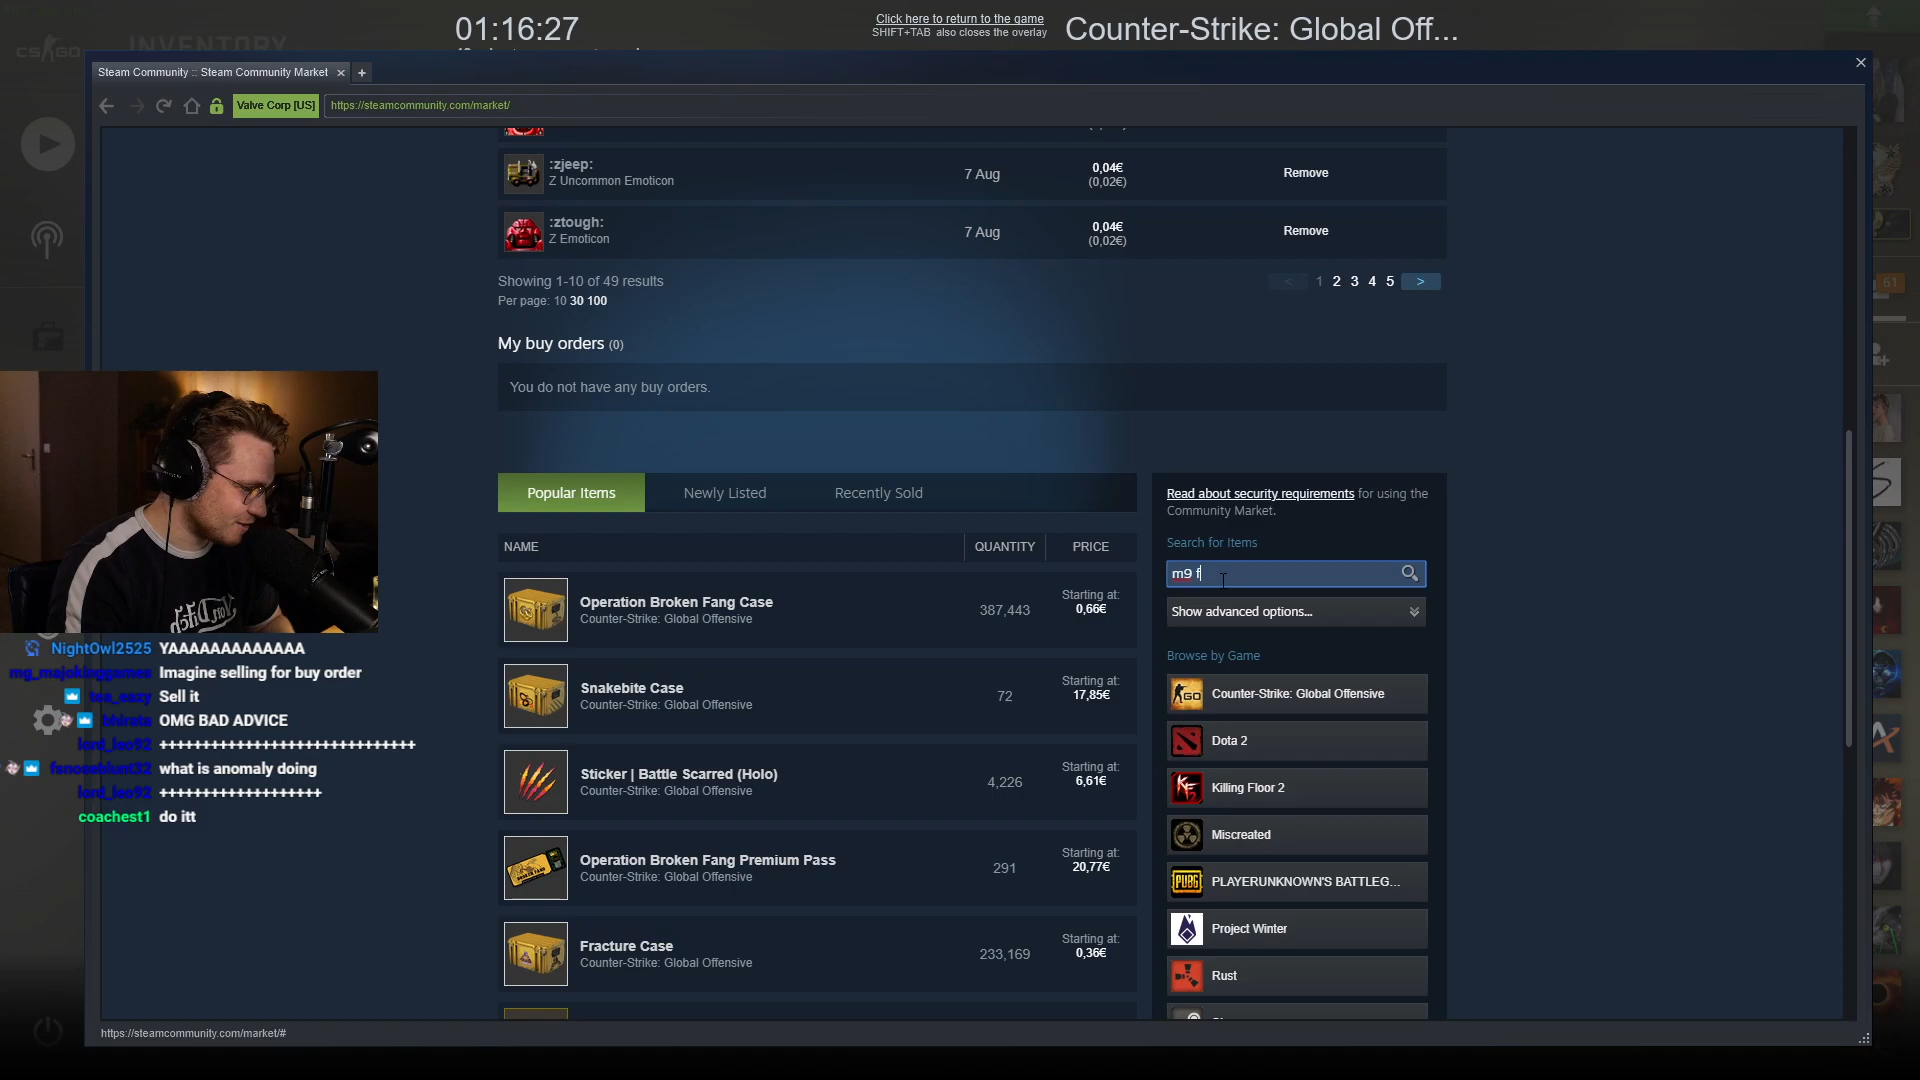 01:16:27
Click here to return to the game
SHIFT+TAB also closes the overlay
Counter-Strike: Global Off...
CS GO
INVENTORY
Steam Community :: Steam Community Market
Valve Corp [US]
https://steamcommunity.com/market/
:zjeep:
Z Uncommon Emoticon
7 Aug
0,04€
(0,02€)
Remove
:ztough:
Z Emoticon
7 Aug
0,04€
(0,02€)
Remove
Showing 1-10 of 49 results
< 1 2 3 4 5 >
Per page: 10 30 100
61
My buy orders (0)
You do not have any buy orders.
Popular Items
Newly Listed
Recently Sold
Read about security requirements for using the
Community Market.
Search for Items
m9 f
Show advanced options...
NAME
QUANTITY
PRICE
Operation Broken Fang Case
Counter-Strike: Global Offensive
387,443
Starting at:
0,66€
Snakebite Case
Counter-Strike: Global Offensive
72
Starting at:
17,85€
Sticker | Battle Scarred (Holo)
Counter-Strike: Global Offensive
4,226
Starting at:
6,61€
Operation Broken Fang Premium Pass
Counter-Strike: Global Offensive
291
Starting at:
20,77€
Fracture Case
Counter-Strike: Global Offensive
233,169
Starting at:
0,36€
Browse by Game
Counter-Strike: Global Offensive
Dota 2
Killing Floor 2
Miscreated
PLAYERUNKNOWN'S BATTLEG...
Project Winter
Rust
Von Dutch
NightOwl2525 YAAAAAAAAAAAAA
mg_majokinggames Imagine selling for buy order
Sell it
OMG BAD ADVICE
lord_leo92 +++++++++++++++++++++++++++++
what is anomaly doing
lord_leo92 ++++++++++++++++++
coachest1 do itt
https://steamcommunity.com/market/#